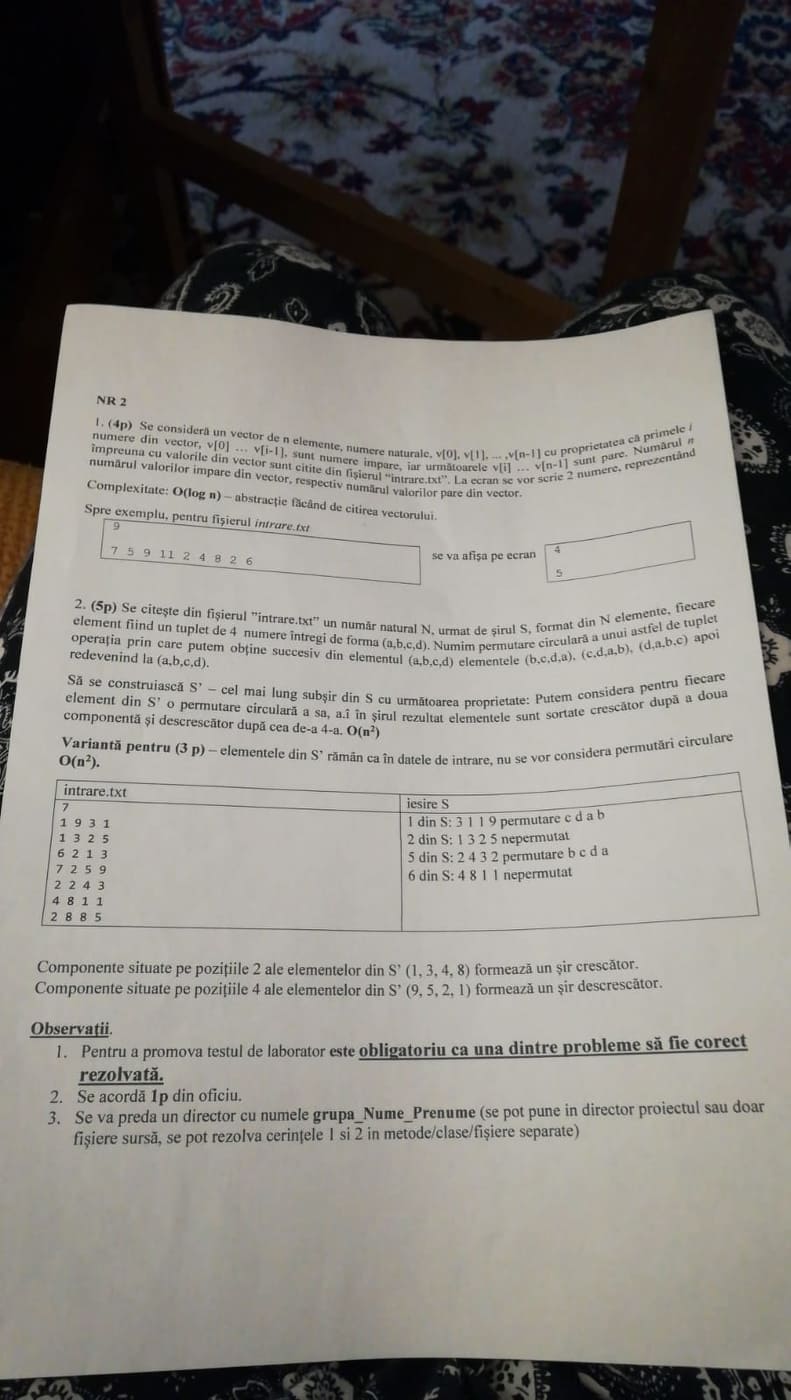 NR 2
1. (4p) Se consideră un vector de n elemente, numere naturale, v[0], v[1], ... ,v[n-1] cu proprietatea că primele i
numere din vector, v[0] ... v[i-1], sunt numere impare, iar următoarele v[i] ... v[n-1] sunt pare. Numărul n
împreuna cu valorile din vector sunt citite din fişierul "intrare.txt". La ecran se vor scrie 2 numere, reprezentând
numărul valorilor impare din vector, respectiv numărul valorilor pare din vector.
Complexitate: O(log n) – abstracţie făcând de citirea vectorului.
Spre exemplu, pentru fişierul intrare.txt
9
7 5 9 11 2 4 8 2 6
se va afişa pe ecran
4
5
2. (5p) Se citeşte din fişierul "intrare.txt" un număr natural N, urmat de şirul S, format din N elemente, fiecare
element fiind un tuplet de 4 numere întregi de forma (a,b,c,d). Numim permutare circulară a unui astfel de tuplet
operaţia prin care putem obţine succesiv din elementul (a,b,c,d) elementele (b,c,d,a), (c,d,a,b), (d,a,b,c) apoi
redevenind la (a,b,c,d).
Să se construiască S' – cel mai lung subşir din S cu următoarea proprietate: Putem considera pentru fiecare
element din S' o permutare circulară a sa, a.î în şirul rezultat elementele sunt sortate crescător după a doua
componentă şi descrescător după cea de-a 4-a. O(n²)
Variantă pentru (3 p) – elementele din S' rămân ca în datele de intrare, nu se vor considera permutări circulare
O(n²).
intrare.txt
7
1 9 3 1
1 3 2 5
6 2 1 3
7 2 5 9
2 2 4 3
4 8 1 1
2 8 8 5
iesire S
1 din S: 3 1 1 9 permutare c d a b
2 din S: 1 3 2 5 nepermutat
5 din S: 2 4 3 2 permutare b c d a
6 din S: 4 8 1 1 nepermutat
Componente situate pe poziţiile 2 ale elementelor din S' (1, 3, 4, 8) formează un şir crescător.
Componente situate pe poziţiile 4 ale elementelor din S' (9, 5, 2, 1) formează un şir descrescător.
Observaţii.
1. Pentru a promova testul de laborator este obligatoriu ca una dintre probleme să fie corect
rezolvată.
2. Se acordă 1p din oficiu.
3. Se va preda un director cu numele grupa_Nume_Prenume (se pot pune in director proiectul sau doar
fişiere sursă, se pot rezolva cerinţele 1 si 2 in metode/clase/fişiere separate)